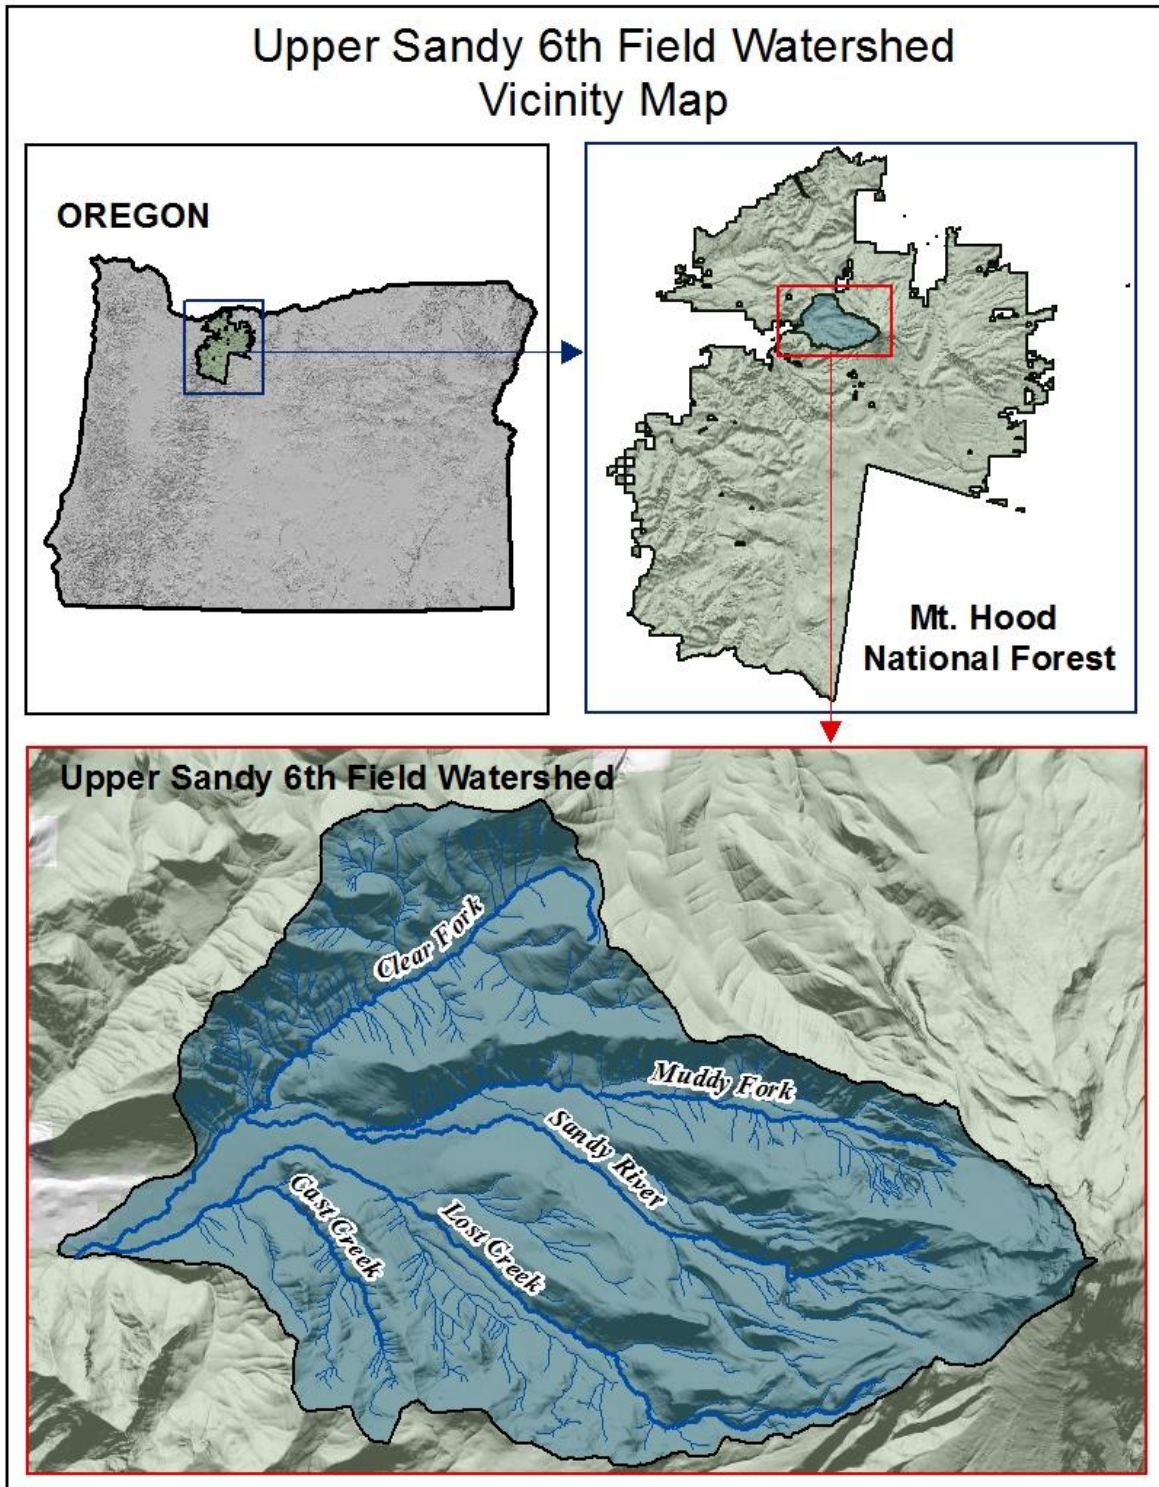 Upper Sandy 6th Field Watershed
Vicinity Map
OREGON
Mt. Hood
National Forest
Upper Sandy 6th Field Watershed
Clear Fork
Muddy Fork
Sandy River
Cast Creek
Lost Creek